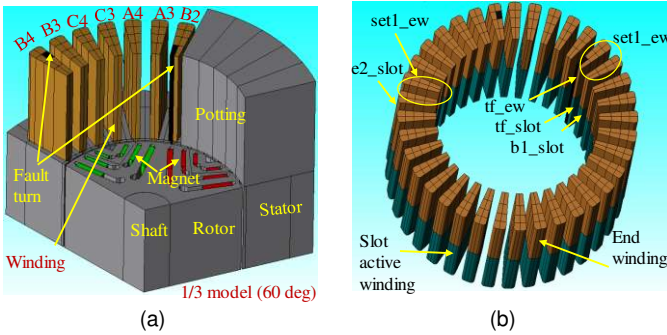 B4 B3 C4 C3 A4 A3 B2
Potting
Fault
turn
Magnet
Shaft
Rotor
Stator
Winding
1/3 model (60 deg)
(a)
set1_ew
set1_ew
e2_slot
tf_ew
tf_slot
b1_slot
Slot
active
winding
End
winding
(b)